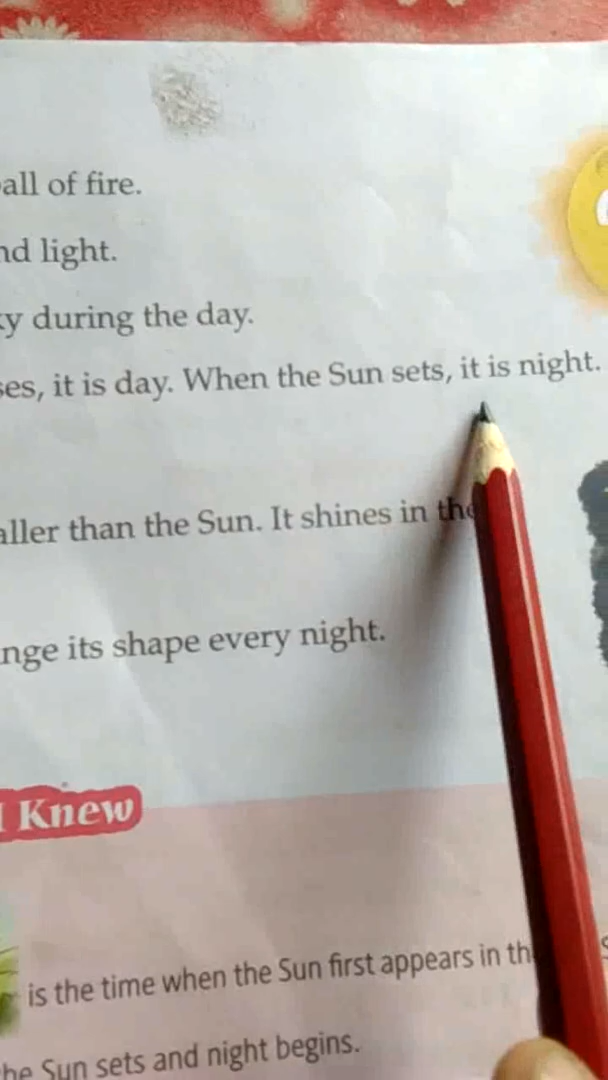 all of fire.
nd light.
y during the day.
es, it is day. When the Sun sets, it is night.
aller than the Sun. It shines in the
nge its shape every night.
I Knew
is the time when the Sun first appears in th
he Sun sets and night begins.